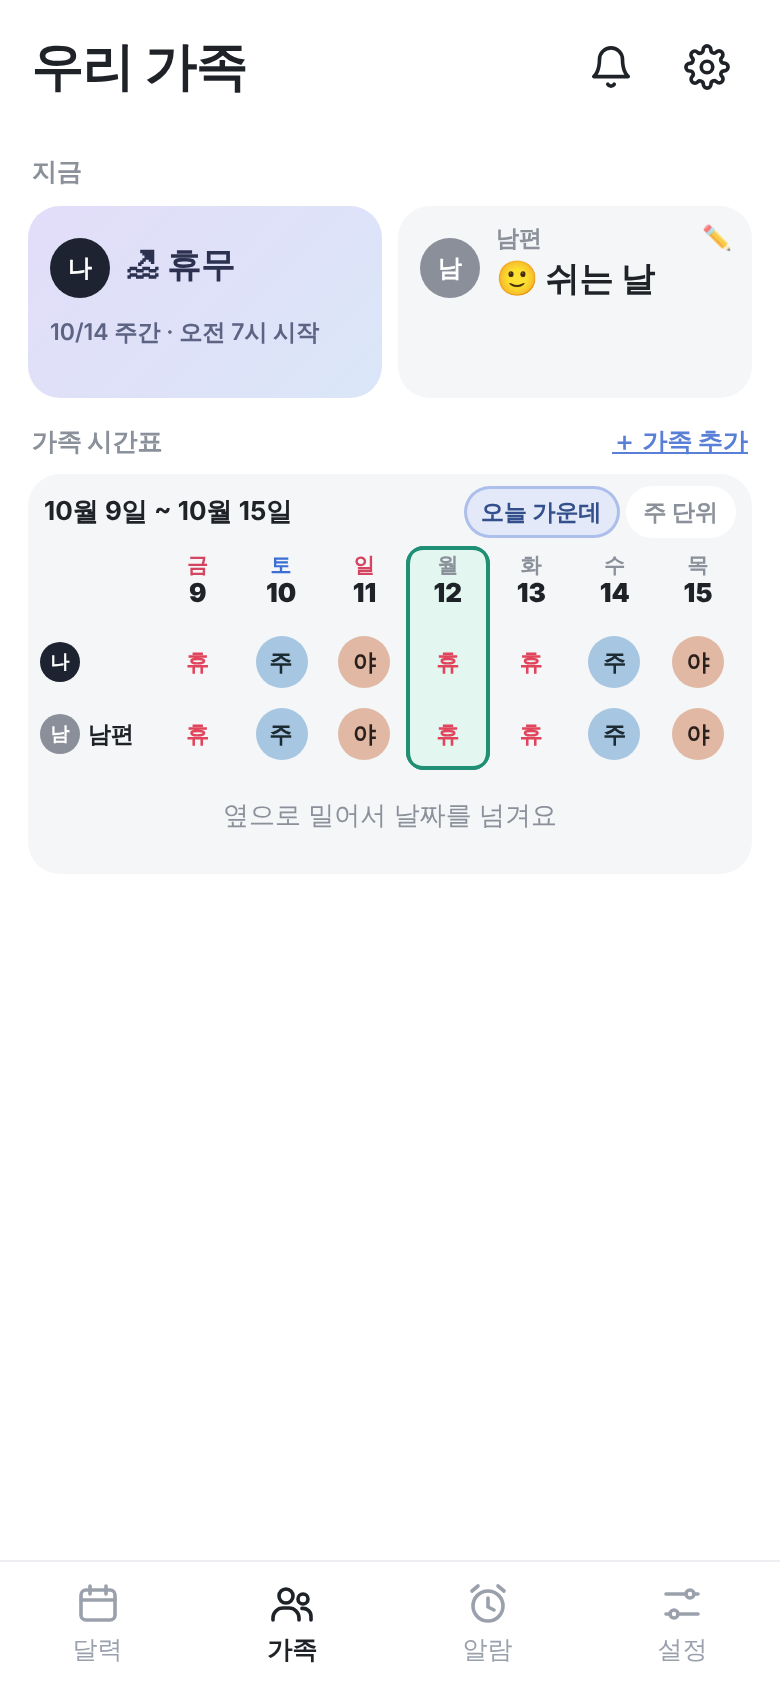 우리 가족
지금
나 🏖 휴무
10/14 주간 · 오전 7시 시작
남 남편 ✏️
🙂 쉬는 날
가족 시간표
+ 가족 추가
10월 9일 ~ 10월 15일
오늘 가운데 주 단위
금 토 일 월 화 수 목
9 10 11 12 13 14 15
나 휴 주 야 휴 휴 주 야
남 남편 휴 주 야 휴 휴 주 야
옆으로 밀어서 날짜를 넘겨요
달력 가족 알람 설정